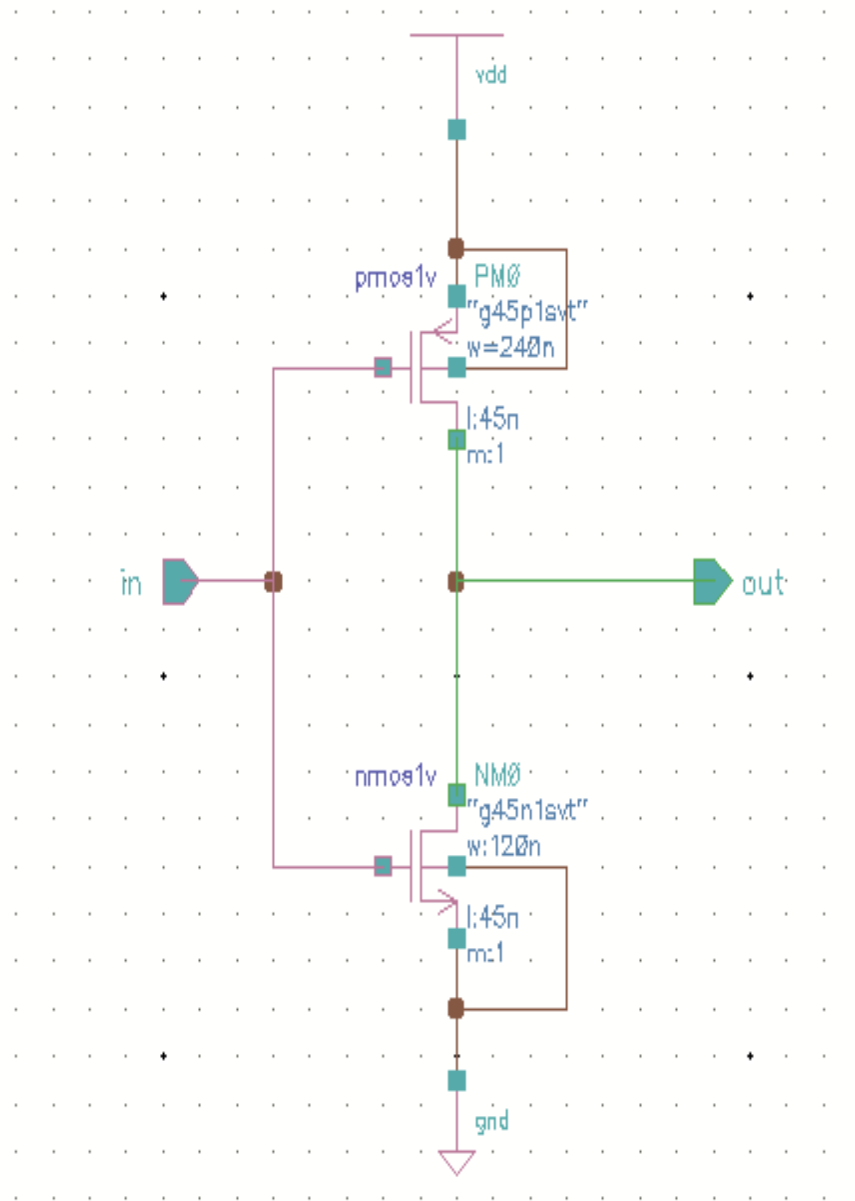 vdd
pmos1v
PM0
"g45p1svt"
w=240n
l:45n
m:1
in
out
nmos1v
NM0
"g45n1svt"
w:120n
l:45n
m:1
gnd